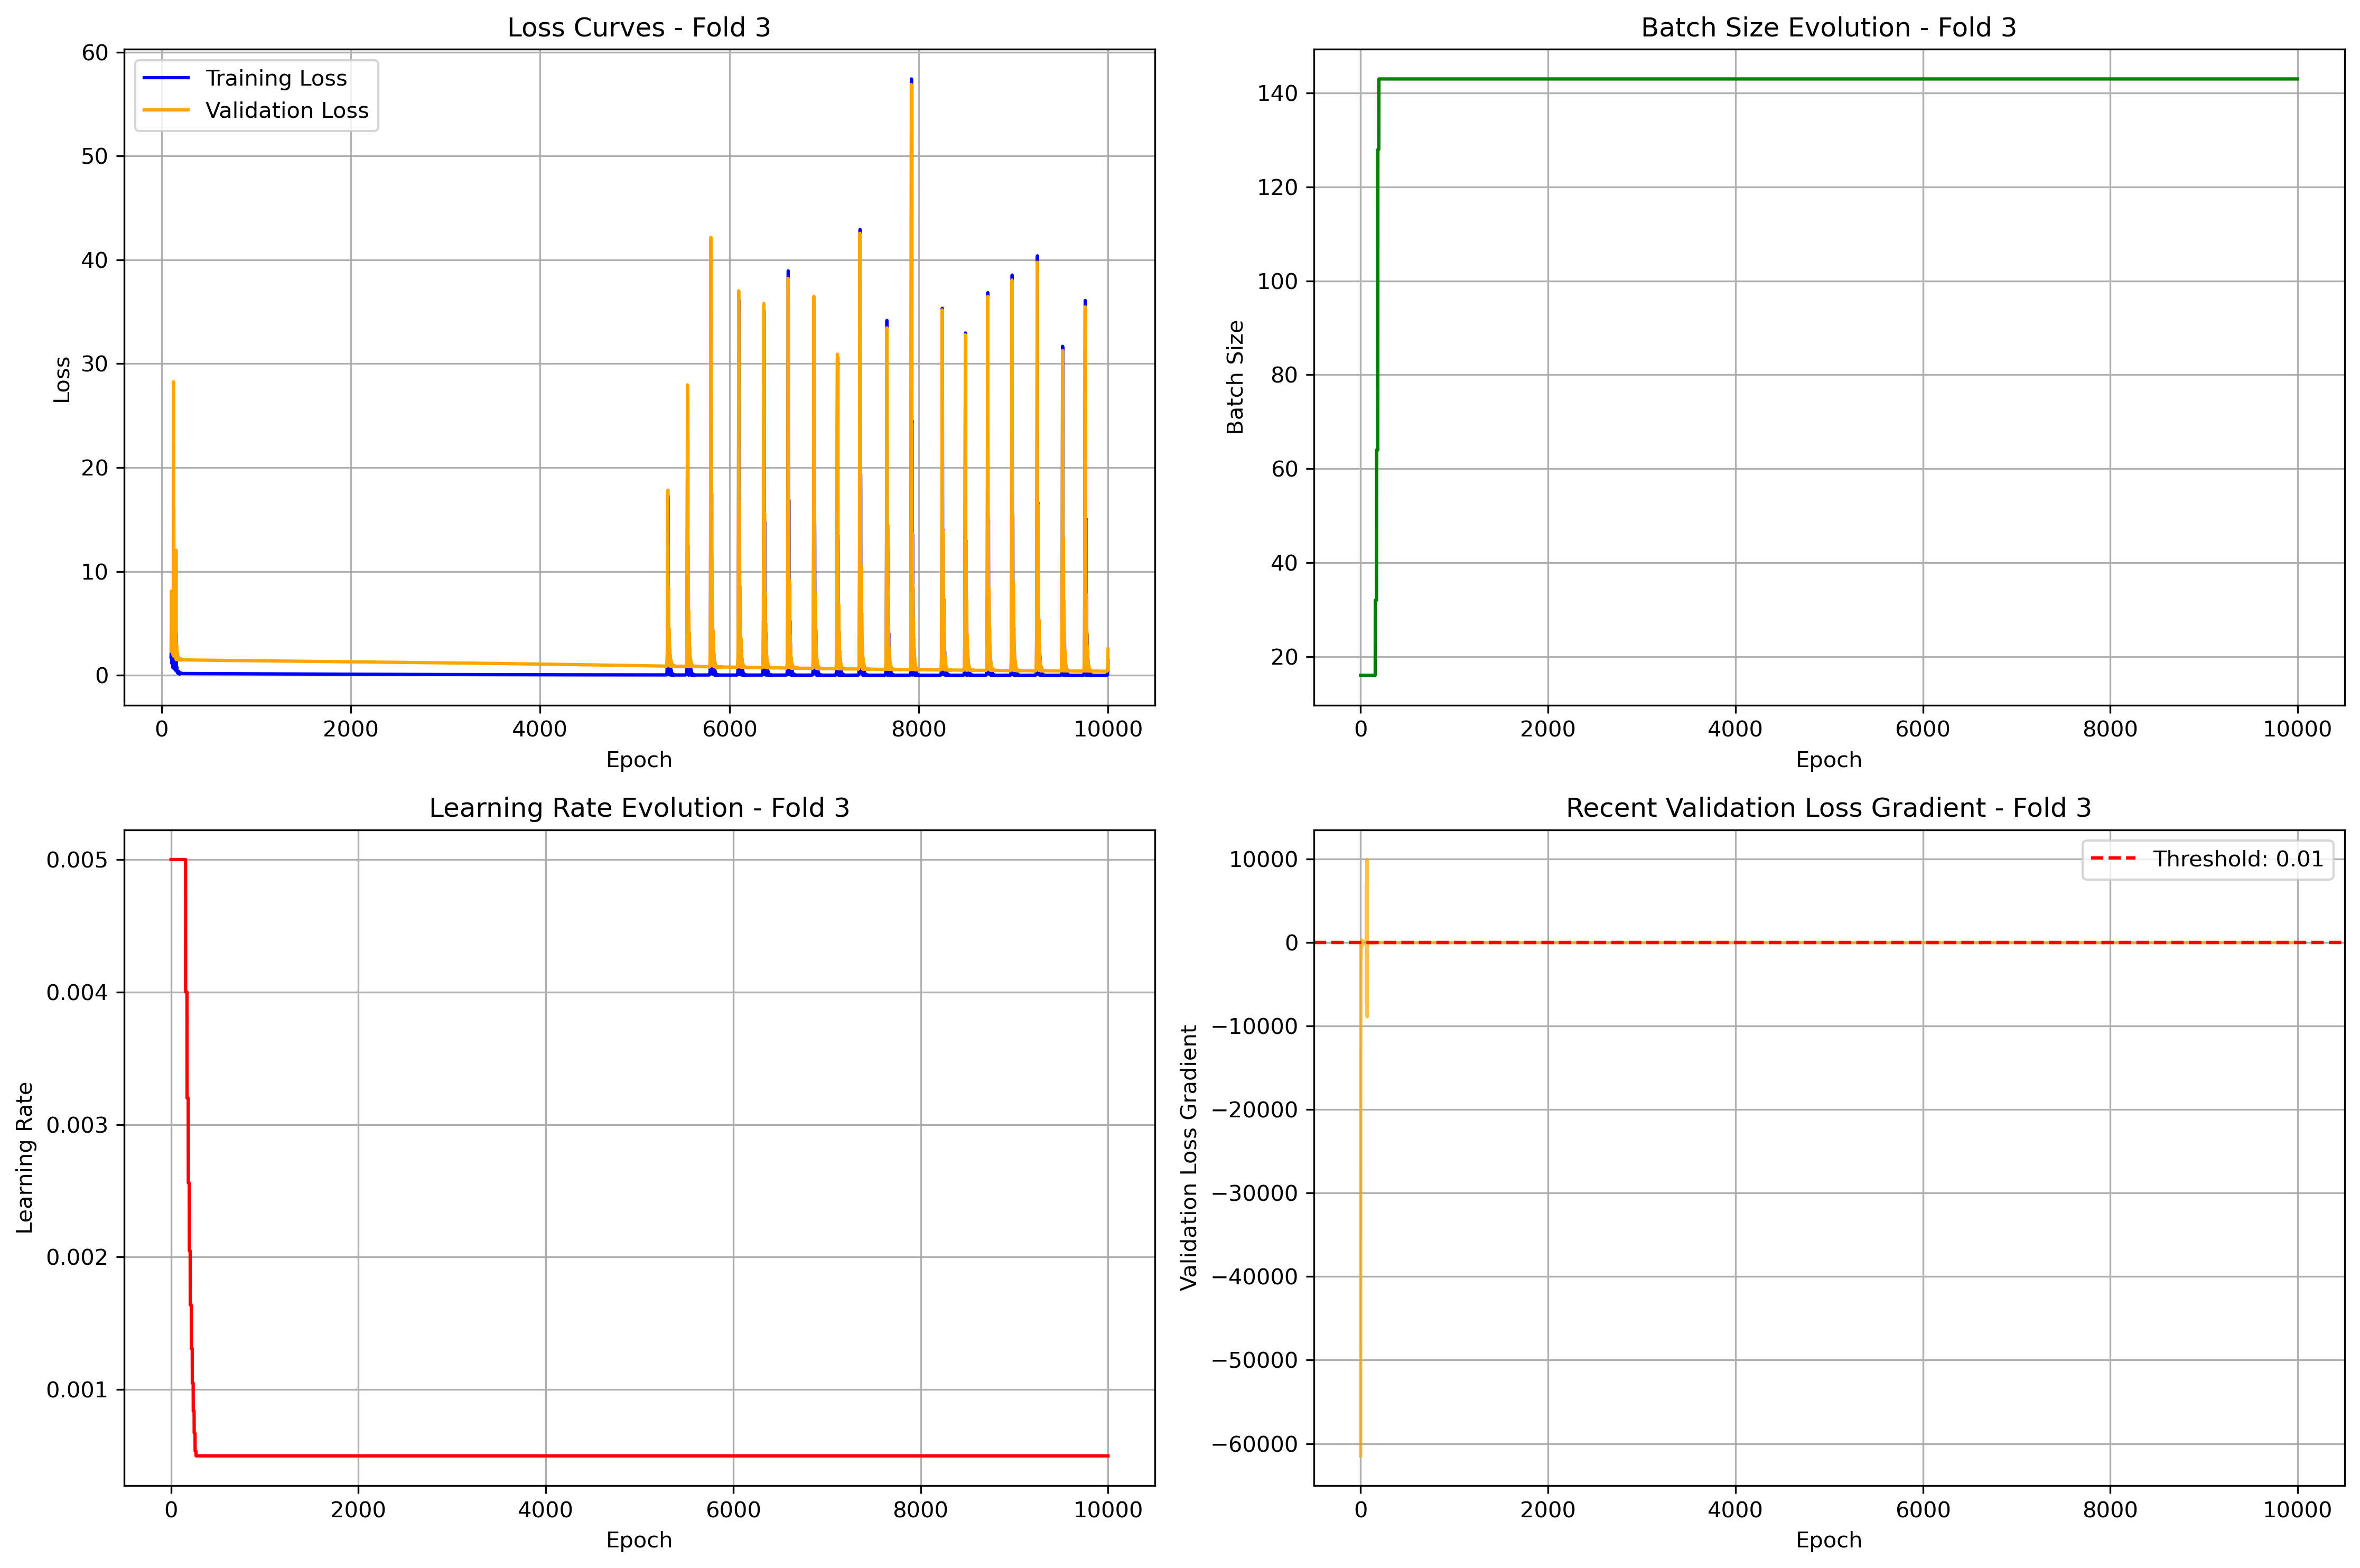 Loss Curves - Fold 3
Training Loss
Validation Loss
60
50
40
30
20
10
0
Loss
0 2000 4000 6000 8000 10000
Epoch
Batch Size Evolution - Fold 3
140
120
100
80
60
40
20
Batch Size
0 2000 4000 6000 8000 10000
Epoch
Learning Rate Evolution - Fold 3
0.005
0.004
0.003
0.002
0.001
Learning Rate
0 2000 4000 6000 8000 10000
Epoch
Recent Validation Loss Gradient - Fold 3
Threshold: 0.01
10000
0
−10000
−20000
−30000
−40000
−50000
−60000
Validation Loss Gradient
0 2000 4000 6000 8000 10000
Epoch